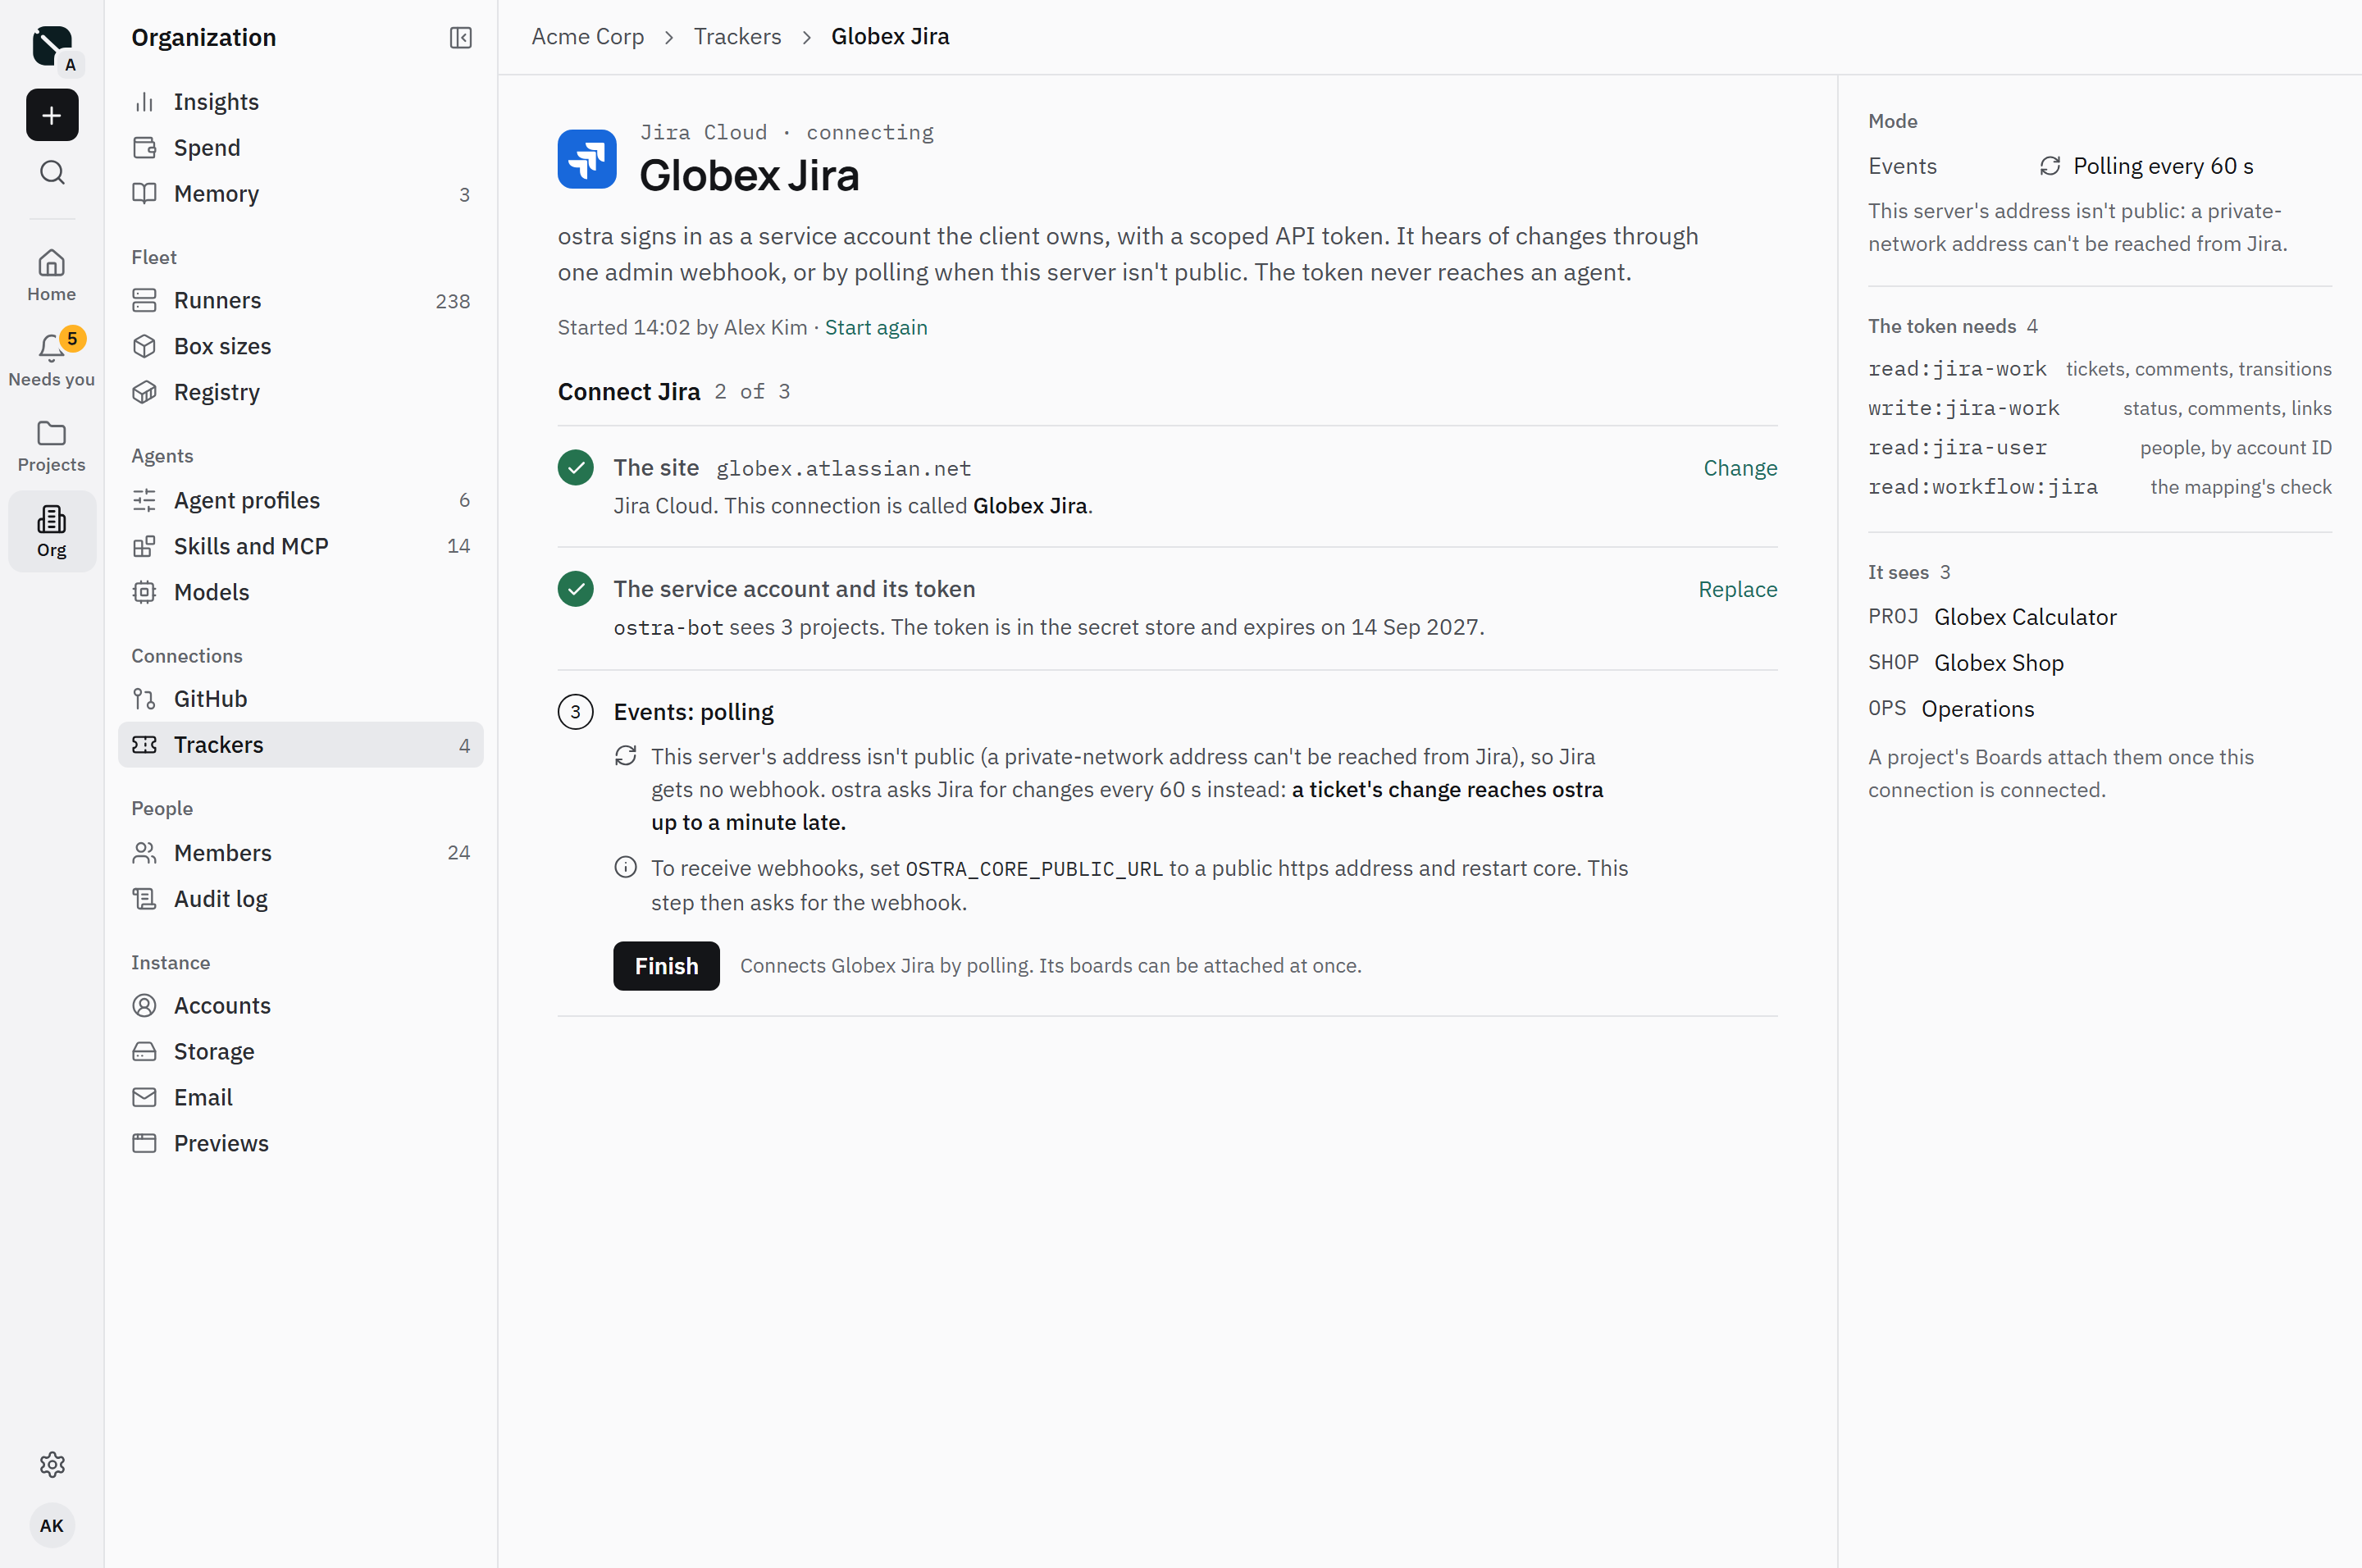 A
Home
5
Needs you
Projects
Org
AK
Organization
Insights
Spend
Memory 3
Fleet
Runners 238
Box sizes
Registry
Agents
Agent profiles 6
Skills and MCP 14
Models
Connections
GitHub
Trackers 4
People
Members 24
Audit log
Instance
Accounts
Storage
Email
Previews
Acme Corp > Trackers > Globex Jira
Jira Cloud · connecting
Globex Jira
ostra signs in as a service account the client owns, with a scoped API token. It hears of changes through
one admin webhook, or by polling when this server isn't public. The token never reaches an agent.
Started 14:02 by Alex Kim · Start again
Connect Jira 2 of 3
The site globex.atlassian.net Change
Jira Cloud. This connection is called Globex Jira.
The service account and its token Replace
ostra-bot sees 3 projects. The token is in the secret store and expires on 14 Sep 2027.
3 Events: polling
This server's address isn't public (a private-network address can't be reached from Jira), so Jira
gets no webhook. ostra asks Jira for changes every 60 s instead: a ticket's change reaches ostra
up to a minute late.
To receive webhooks, set OSTRA_CORE_PUBLIC_URL to a public https address and restart core. This
step then asks for the webhook.
Finish Connects Globex Jira by polling. Its boards can be attached at once.
Mode
Events Polling every 60 s
This server's address isn't public: a private-
network address can't be reached from Jira.
The token needs 4
read:jira-work tickets, comments, transitions
write:jira-work status, comments, links
read:jira-user people, by account ID
read:workflow:jira the mapping's check
It sees 3
PROJ Globex Calculator
SHOP Globex Shop
OPS Operations
A project's Boards attach them once this
connection is connected.